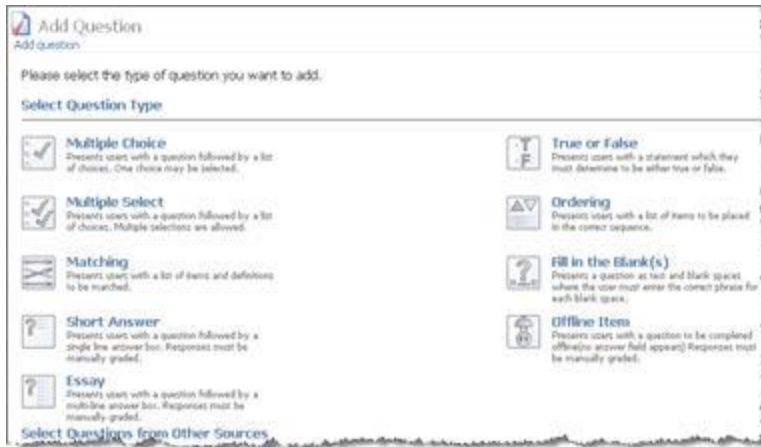 Add Question
Add question
Please select the type of question you want to add.
Select Question Type
Multiple Choice
Presents users with a question followed by a list
of choices. One choice may be selected.
Multiple Select
Presents users with a question followed by a list
of choices. Multiple selections are allowed.
Matching
Presents users with a list of items and definitions
to be matched.
Short Answer
Presents users with a question followed by a
single line answer box. Responses must be
manually graded.
Essay
Presents users with a question followed by a
multi-line answer box. Responses must be
manually graded.
True or False
Presents users with a statement which they
must determine to be either true or false.
Ordering
Presents users with a list of items to be placed
in the correct sequence.
Fill in the Blank(s)
Presents a question as text and blank spaces
where the user must enter the correct phrase for
each blank space.
Offline Item
Presents users with a question to be completed
offline(no answer field appears) Responses must
be manually graded.
Select Questions from Other Sources